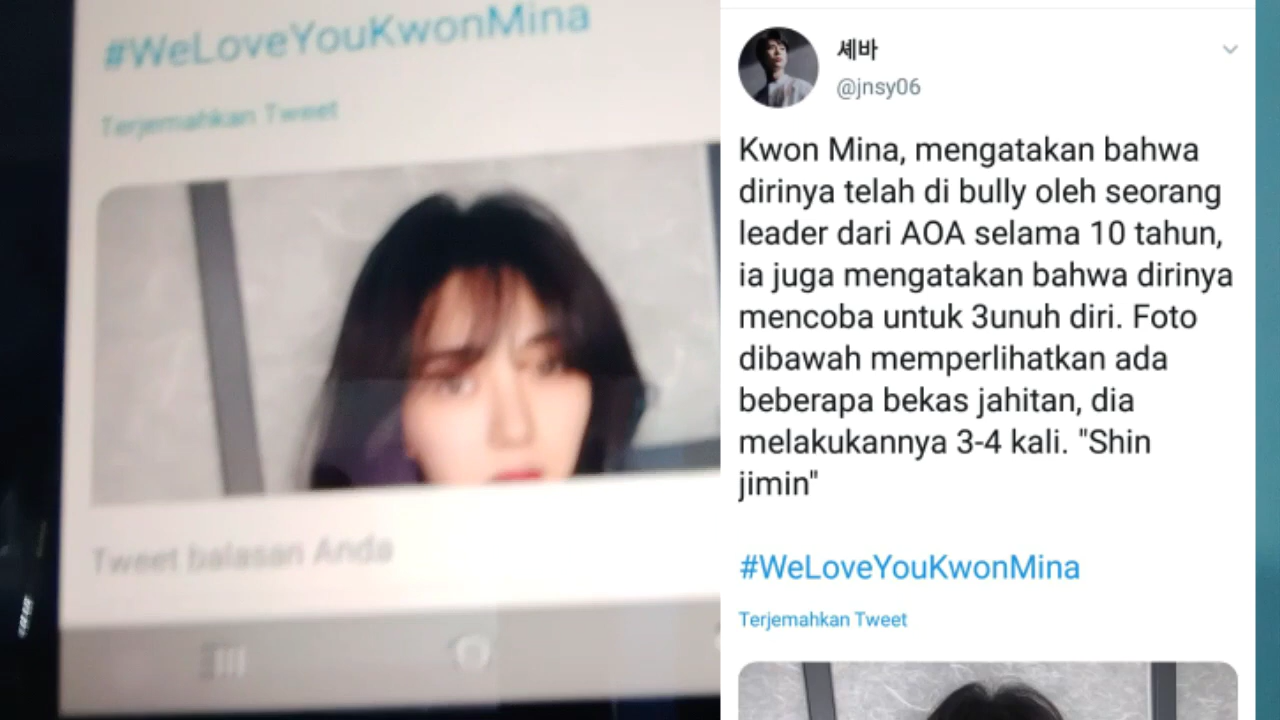 #WeLoveYouKwonMina
Terjemahkan Tweet
Tweet balasan Anda
셰바
@jnsy06
Kwon Mina, mengatakan bahwa
dirinya telah di bully oleh seorang
leader dari AOA selama 10 tahun,
ia juga mengatakan bahwa dirinya
mencoba untuk 3unuh diri. Foto
dibawah memperlihatkan ada
beberapa bekas jahitan, dia
melakukannya 3-4 kali. "Shin
jimin"
#WeLoveYouKwonMina
Terjemahkan Tweet